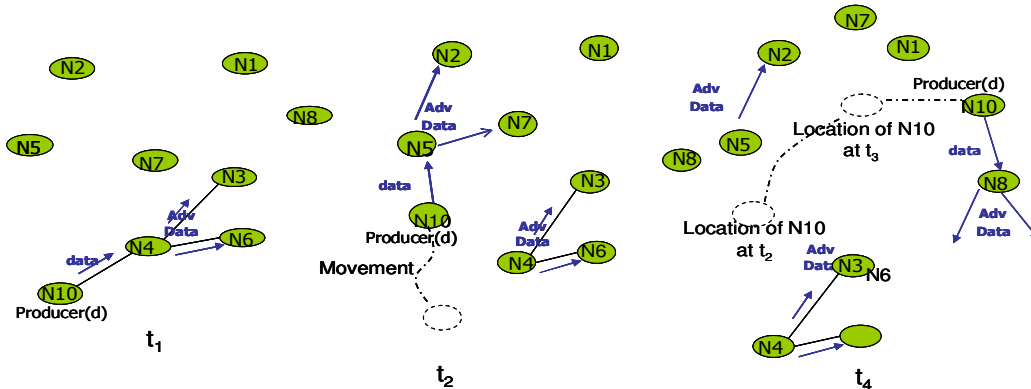 N2
N1
N8
N5
N7
N3
Adv
Data
N4
N6
data
N10
Producer(d)
t1
N2
N1
Adv
Data
N7
N5
data
N3
N10
Producer(d)
Adv
Data
N6
N4
Movement
t2
N7
N2
N1
Adv
Data
Producer(d)
N10
Location of N10
at t3
N5
N8
data
N8
Adv
Data
Location of N10
at t2
Adv
Data
N3
N6
N4
t4